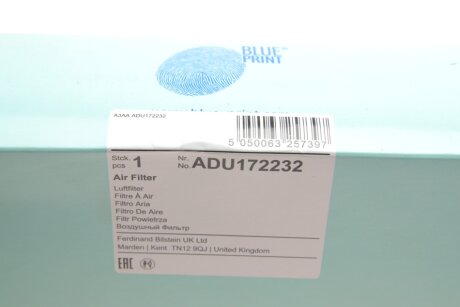 BLUE™
PRINT
A3AA ADU172232
5 050063 257397
Stck. pcs 1 Nr. No. ADU172232
Air Filter
Luftfilter
Filtre À Air
Filtro Aria
Filtro De Aire
Filtr Powietrza
Воздушный Фильтр
Ferdinand Bilstein UK Ltd
Marden | Kent TN12 9QJ | United Kingdom
EAC